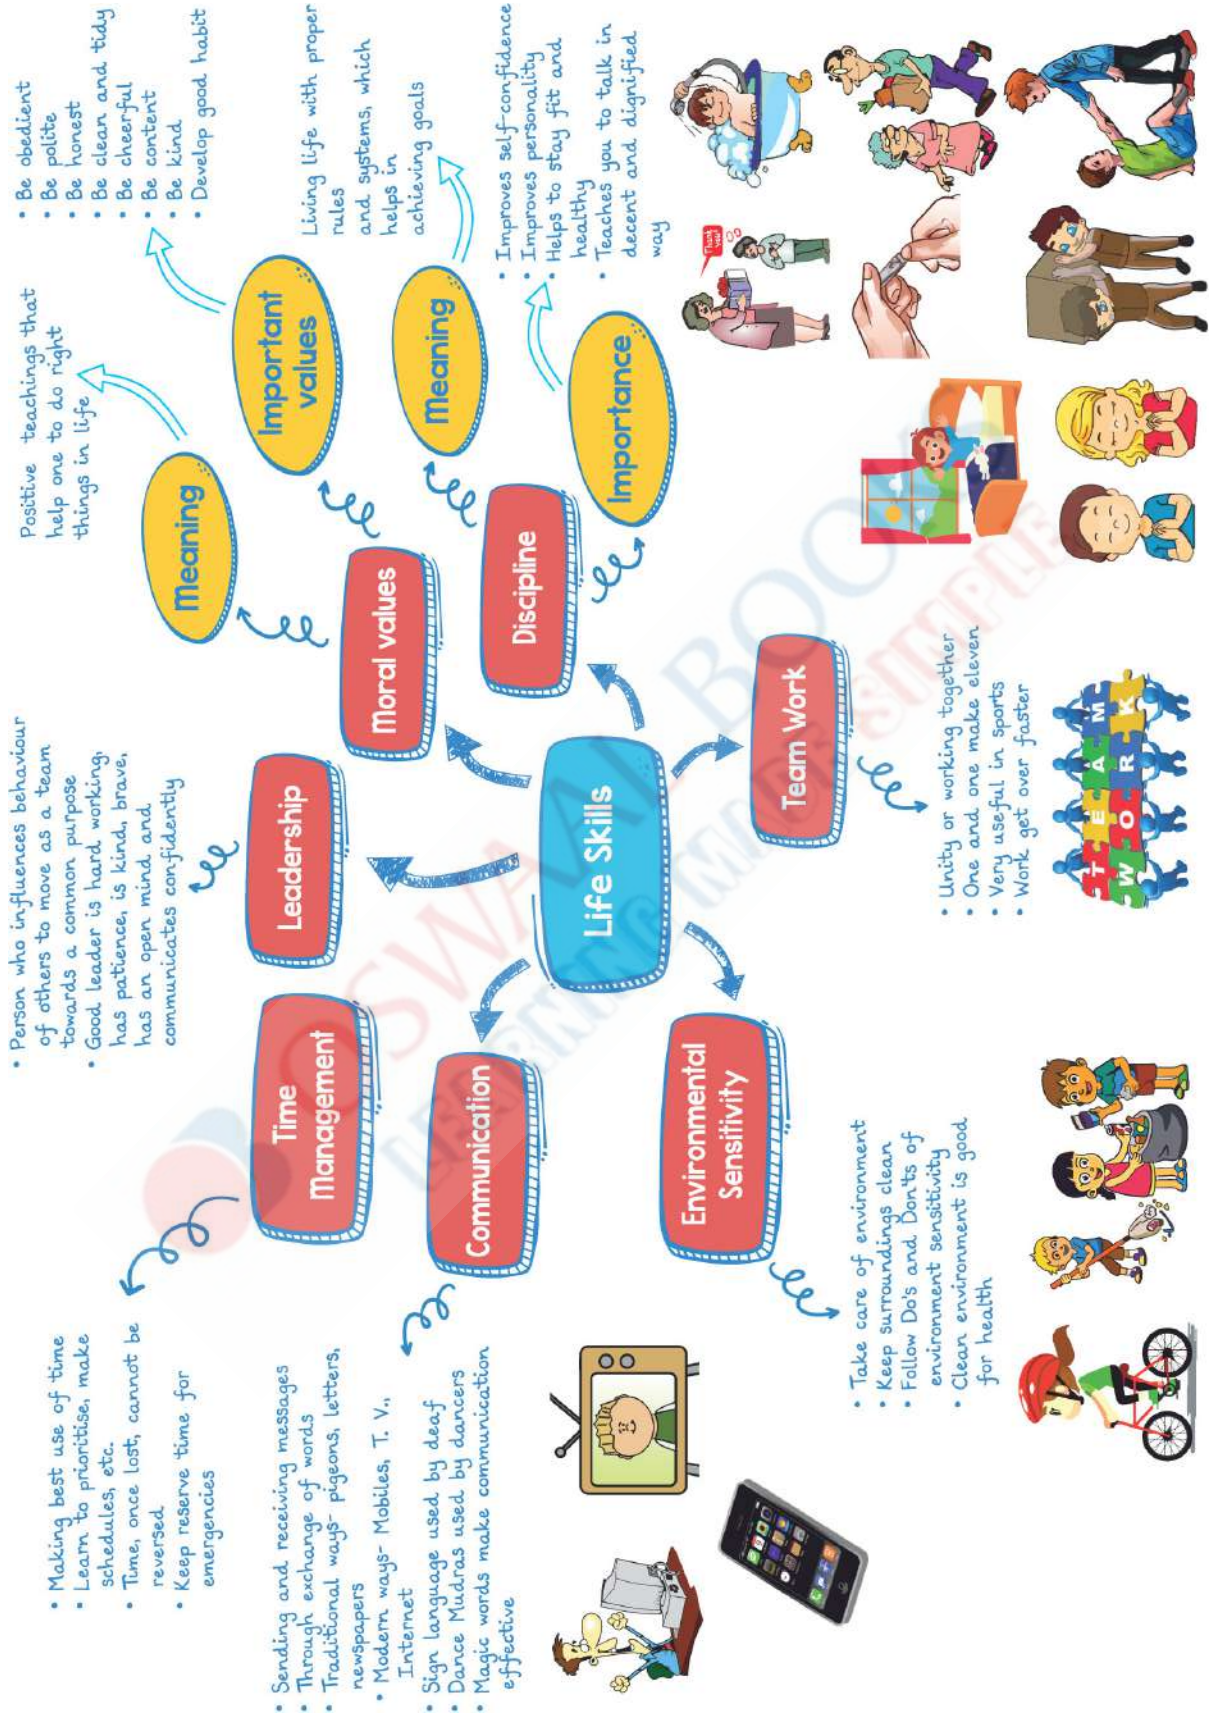 • Making best use of time
• Learn to prioritise, make
schedules, etc.
• Time, once lost, cannot be
reversed
• Keep reserve time for
emergencies
• Person who influences behaviour
of others to move as a team
towards a common purpose
• Good leader is hard working,
has patience, is kind, brave,
has an open mind and
communicates confidently
Positive teachings that
help one to do right
things in life
• Be obedient
• Be polite
• Be honest
• Be clean and tidy
• Be cheerful
• Be content
• Be kind
• Develop good habit
Meaning
Important
values
Living life with proper
rules
and systems, which
helps in
achieving goals
Time
Management
Leadership
Moral values
Meaning
• Sending and receiving messages
• Through exchange of words
• Traditional ways- pigeons, letters,
newspapers
• Modern ways- Mobiles, T. V.,
Internet
• Sign language used by deaf
• Dance Mudras used by dancers
• Magic words make communication
effective
Communication
Discipline
Importance
• Improves self-confidence
• Improves personality
• Helps to stay fit and
healthy
• Teaches you to talk in
decent and dignified
way
Life Skills
Environmental
Sensitivity
Team Work
Thank
you!
• Take care of environment
• Keep surroundings clean
• Follow Do's and Don'ts of
environment sensitivity
• Clean environment is good
for health
• Unity or working together
• One and one make eleven
• Very useful in sports
• Work get over faster
TEAM
WORK
OSWAAL BOOKS
LEARNING MADE SIMPLE